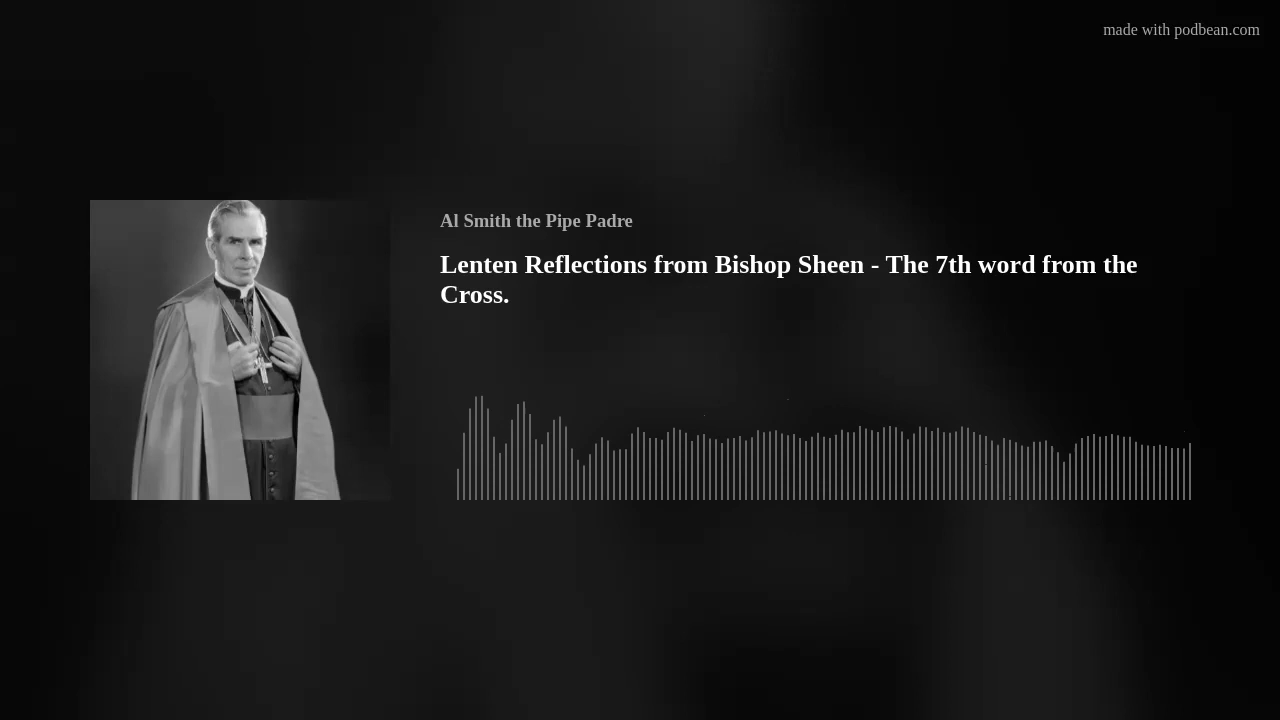 made with podbean.com
Al Smith the Pipe Padre
Lenten Reflections from Bishop Sheen - The 7th word from the
Cross.